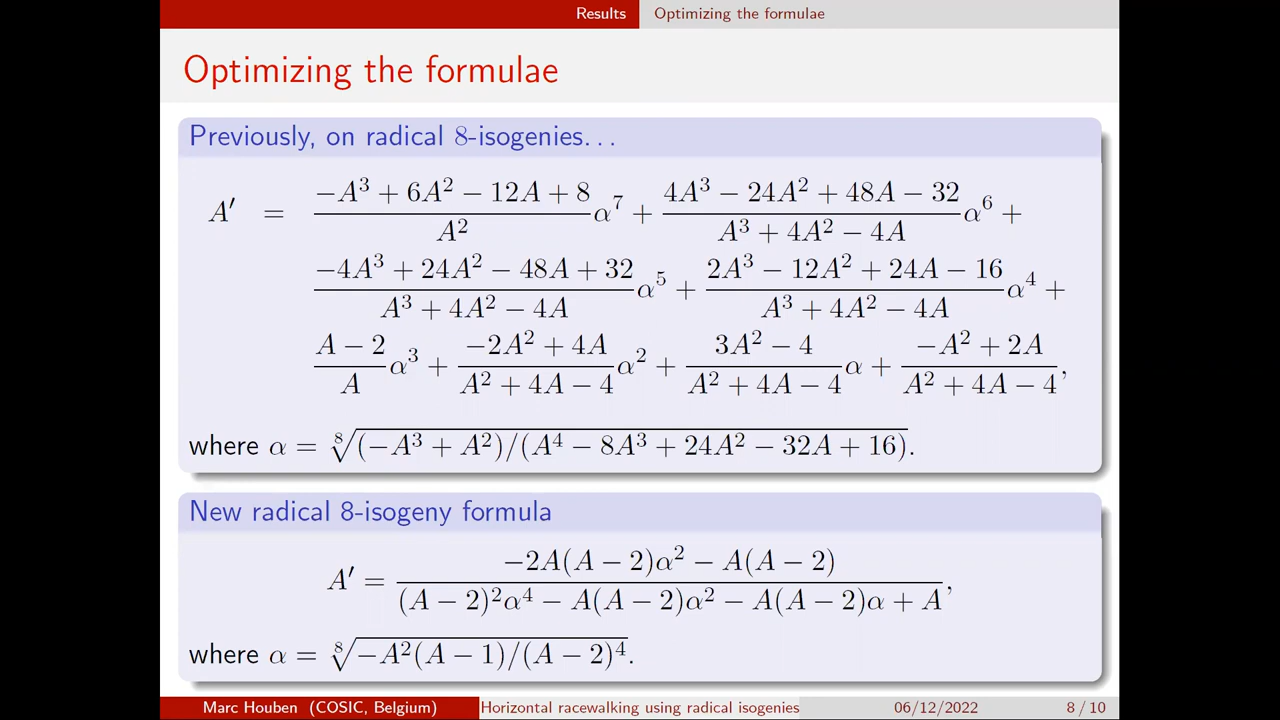 Results Optimizing the formulae
Optimizing the formulae
Previously, on radical 8-isogenies...
A′ = (−A³ + 6A² − 12A + 8)/(A²) α⁷ + (4A³ − 24A² + 48A − 32)/(A³ + 4A² − 4A) α⁶ +
(−4A³ + 24A² − 48A + 32)/(A³ + 4A² − 4A) α⁵ + (2A³ − 12A² + 24A − 16)/(A³ + 4A² − 4A) α⁴ +
(A − 2)/(A) α³ + (−2A² + 4A)/(A² + 4A − 4) α² + (3A² − 4)/(A² + 4A − 4) α + (−A² + 2A)/(A² + 4A − 4),
where α = ⁸√(−A³ + A²)/(A⁴ − 8A³ + 24A² − 32A + 16).
New radical 8-isogeny formula
A′ = (−2A(A − 2)α² − A(A − 2))/((A − 2)²α⁴ − A(A − 2)α² − A(A − 2)α + A),
where α = ⁸√−A²(A − 1)/(A − 2)⁴.
Marc Houben (COSIC, Belgium) Horizontal racewalking using radical isogenies 06/12/2022 8 / 10